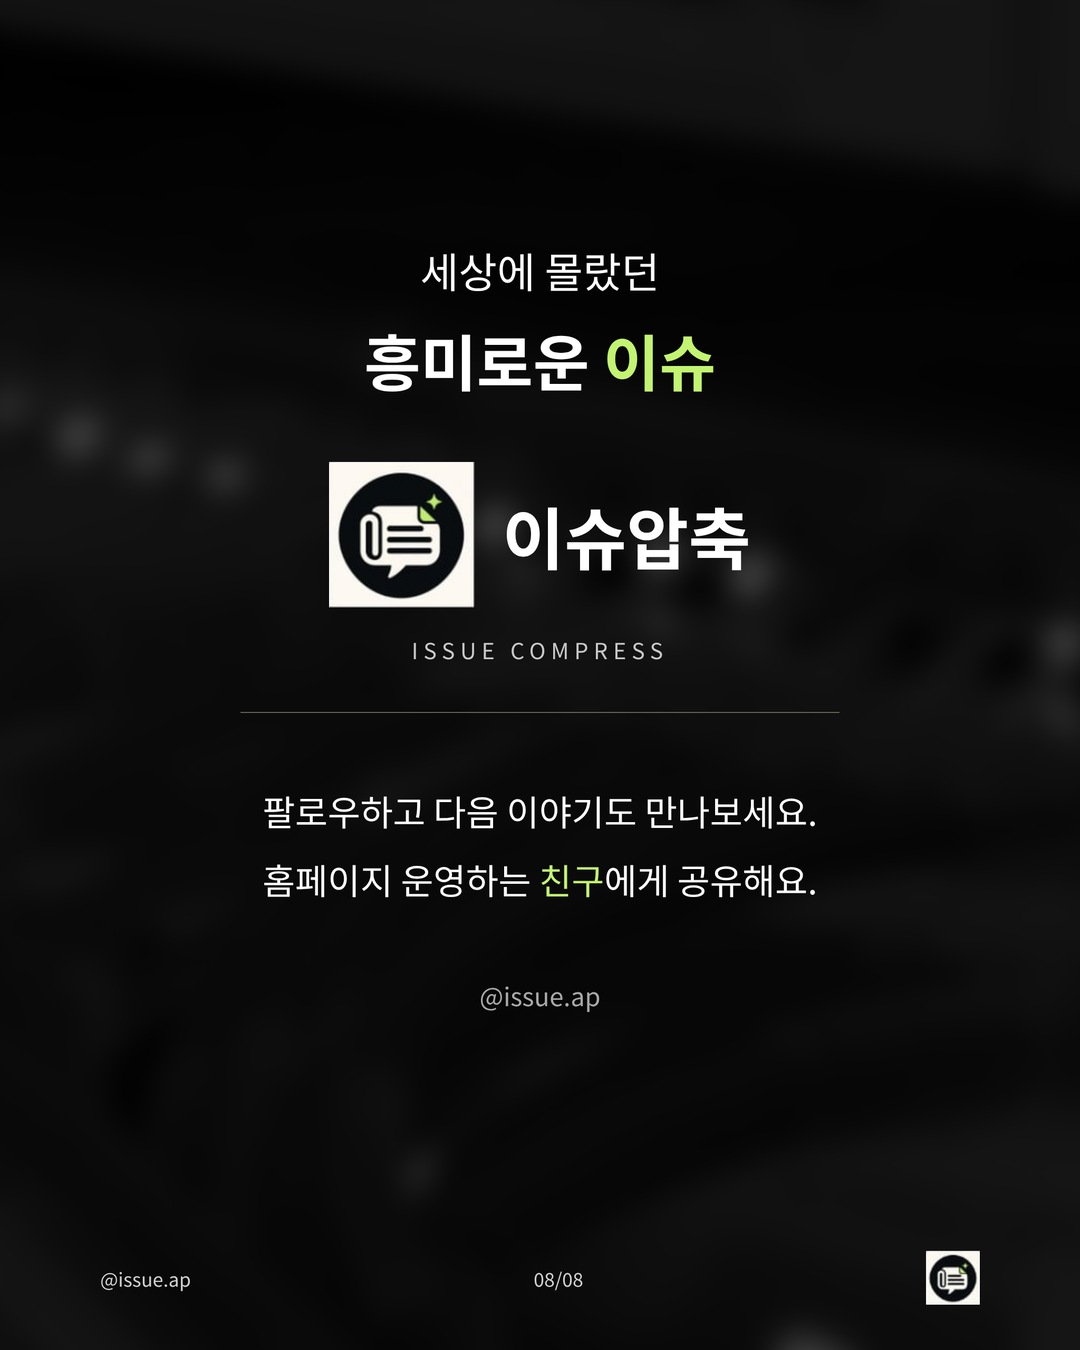 세상에 몰랐던
흥미로운 이슈
이슈압축
ISSUE COMPRESS
팔로우하고 다음 이야기도 만나보세요.
홈페이지 운영하는 친구에게 공유해요.
@issue.ap
@issue.ap
08/08